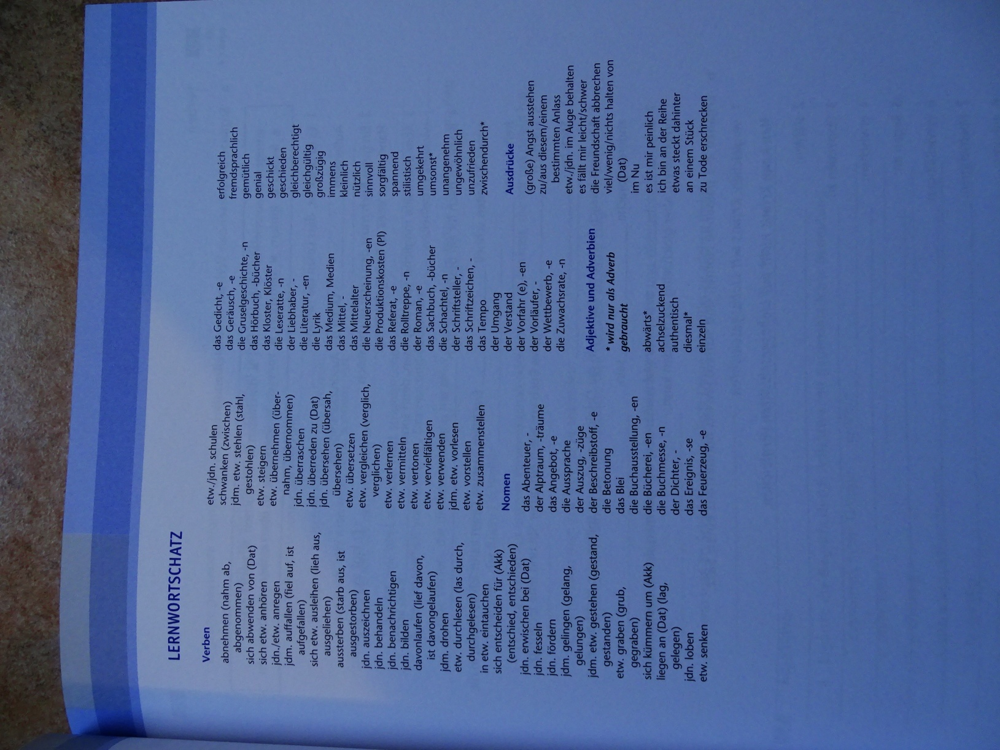 LERNWORTSCHATZ
Verben
abnehmen (nahm ab,
abgenommen)
sich abwenden von (Dat)
sich etw. anhören
jdn./etw. anregen
jdm. auffallen (fiel auf, ist
aufgefallen)
sich etw. ausleihen (lieh aus,
ausgeliehen)
aussterben (starb aus, ist
ausgestorben)
jdn. auszeichnen
jdn. behandeln
jdn. benachrichtigen
jdn. bilden
davonlaufen (lief davon,
ist davongelaufen)
jdm. drohen
etw. durchlesen (las durch,
durchgelesen)
in etw. eintauchen
sich entscheiden für (Akk)
(entschied, entschieden)
jdn. erwischen bei (Dat)
jdn. fesseln
jdn. fördern
jdm. gelingen (gelang,
gelungen)
jdm. etw. gestehen (gestand,
gestanden)
etw. graben (grub,
gegraben)
sich kümmern um (Akk)
liegen an (Dat) (lag,
gelegen)
jdn. loben
etw. senken
etw./jdn. schulen
schwanken (zwischen)
jdm. etw. stehlen (stahl,
gestohlen)
etw. steigern
etw. übernehmen (über-
nahm, übernommen)
jdn. überraschen
jdn. überreden zu (Dat)
jdn. übersehen (übersah,
übersehen)
etw. übersetzen
etw. vergleichen (verglich,
verglichen)
etw. verlernen
etw. vermitteln
etw. vertonen
etw. vervielfältigen
etw. verwenden
jdm. etw. vorlesen
etw. vorstellen
etw. zusammenstellen
Nomen
das Abenteuer, -
der Alptraum, -träume
das Angebot, -e
die Aussprache
der Auszug, -züge
der Beschreibstoff, -e
die Betonung
das Blei
die Buchausstellung, -en
die Bücherei, -en
die Buchmesse, -n
der Dichter, -
das Ereignis, -se
das Feuerzeug, -e
das Gedicht, -e
das Geräusch, -e
die Gruselgeschichte, -n
das Hörbuch, -bücher
das Kloster, Klöster
die Leseratte, -n
der Liebhaber, -
die Literatur, -en
die Lyrik
das Medium, Medien
das Mittel, -
das Mittelalter
die Neuerscheinung, -en
die Produktionskosten (Pl)
das Referat, -e
die Rolltreppe, -n
der Roman, -e
das Sachbuch, -bücher
die Schachtel, -n
der Schriftsteller, -
das Schriftzeichen, -
das Tempo
der Umgang
der Verstand
der Vorfahr (e), -en
der Vorläufer, -
der Wettbewerb, -e
die Zuwachsrate, -n
Adjektive und Adverbien
* wird nur als Adverb
gebraucht
abwärts*
achselzuckend
authentisch
diesmal*
einzeln
erfolgreich
fremdsprachlich
gemütlich
genial
geschickt
geschieden
gleichberechtigt
gleichgültig
großzügig
immens
kleinlich
nützlich
sinnvoll
sorgfältig
spannend
stilistisch
umgekehrt
umsonst*
unangenehm
ungewöhnlich
unzufrieden
zwischendurch*
Ausdrücke
(große) Angst ausstehen
zu/aus diesem/einem
bestimmten Anlass
etw./jdn. im Auge behalten
es fällt mir leicht/schwer
die Freundschaft abbrechen
viel/wenig/nichts halten von
(Dat)
im Nu
es ist mir peinlich
ich bin an der Reihe
etwas steckt dahinter
an einem Stück
zu Tode erschrecken